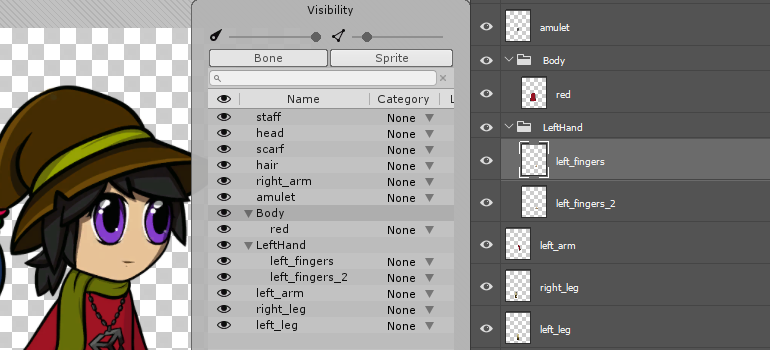 Visibility
Bone Sprite
Name Category L
staff None
head None
scarf None
hair None
right_arm None
amulet None
Body
red None
LeftHand
left_fingers None
left_fingers_2 None
left_arm None
right_leg None
left_leg None
amulet
Body
red
LeftHand
left_fingers
left_fingers_2
left_arm
right_leg
left_leg